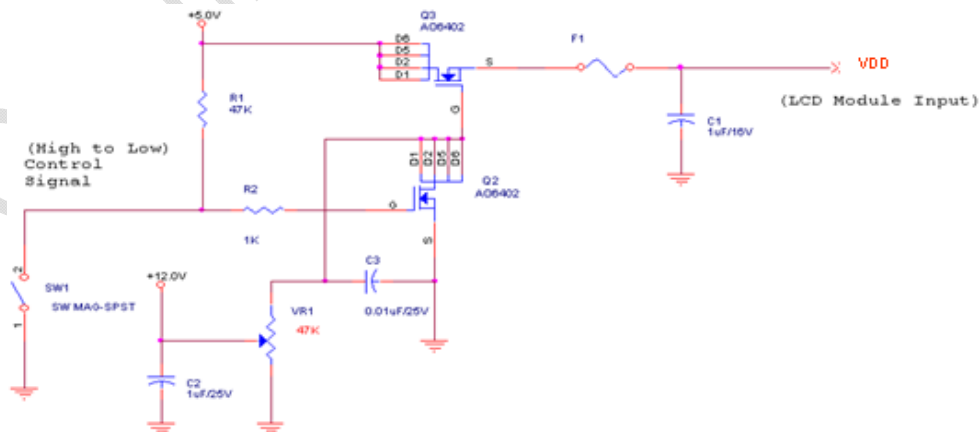 +5.0V
Q3
AO6402
D6
D5
D2
D1
S
G
F1
VDD
(LCD Module Input)
R1
47K
C1
1uF/16V
(High to Low)
Control
Signal
D1
D2
D5
D6
Q2
AO6402
R2
G
1K
S
C3
0.01uF/25V
2
SW1
SW MAG-SPST
1
+12.0V
VR1
47K
C2
1uF/25V